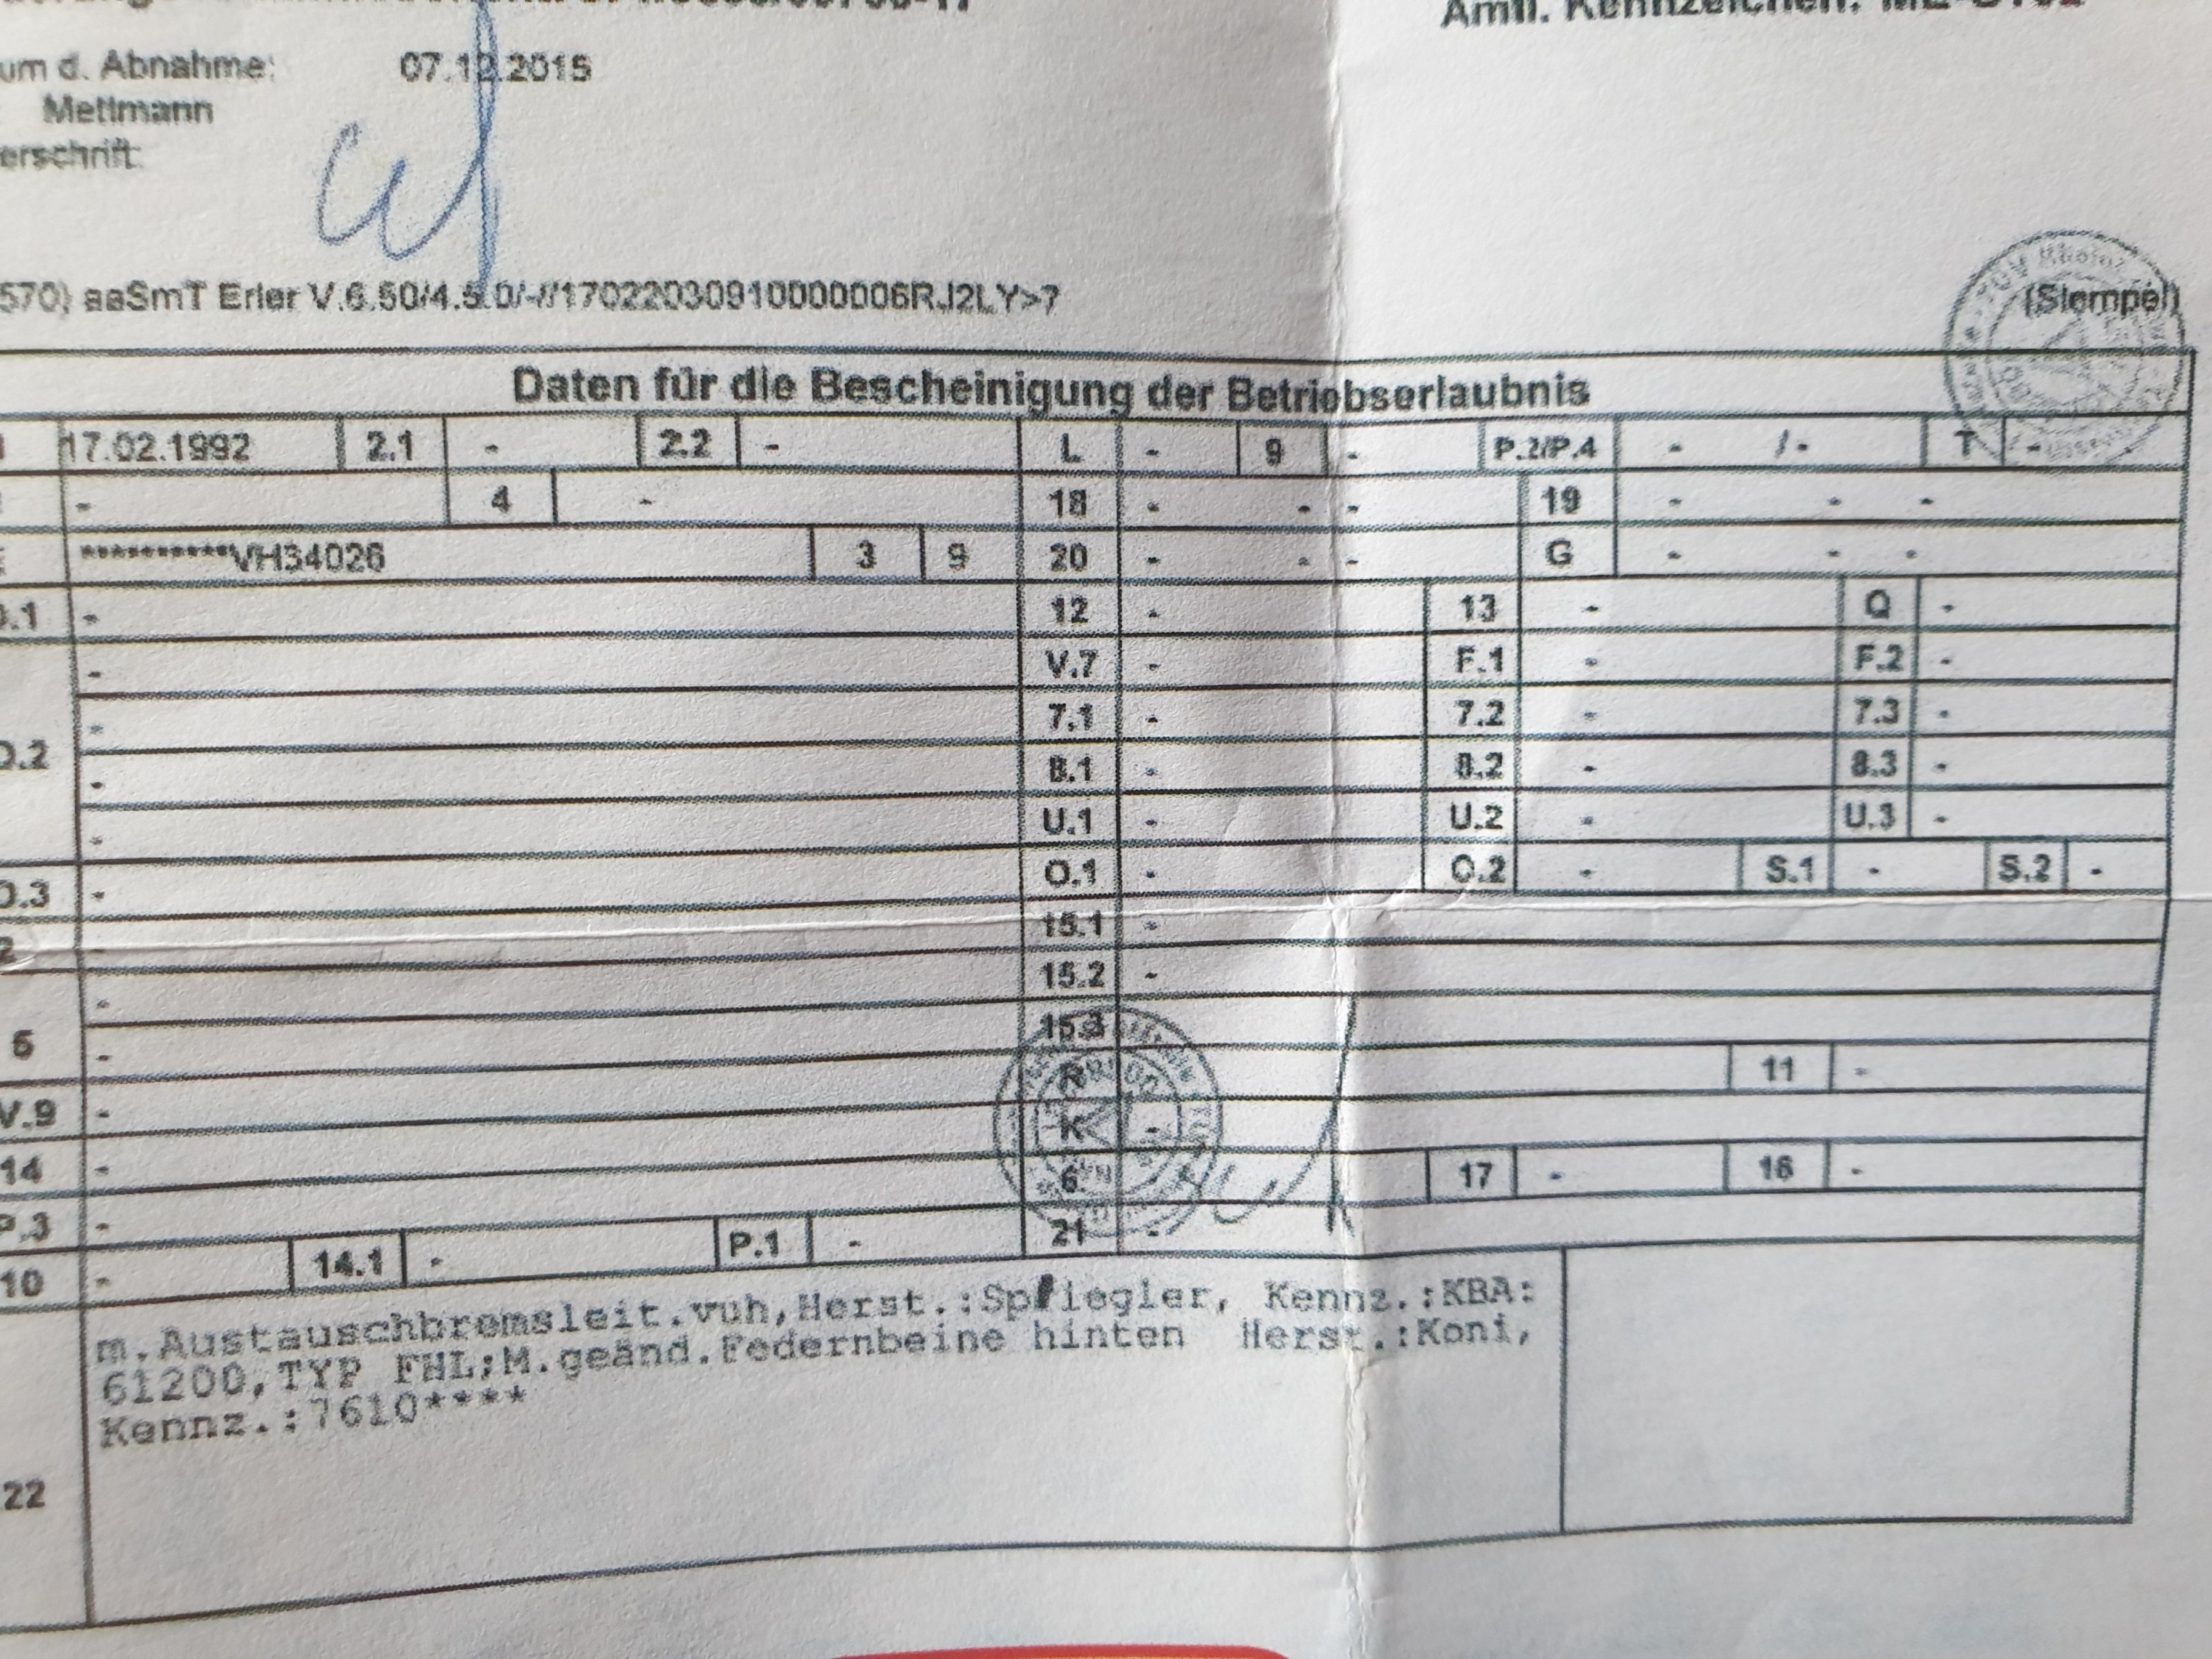 Amtl. Kennzeichen:
um d. Abnahme: 07.12.2015
Mettmann
erschrift:
570) aaSmT Erler V.6.50/4.5.0/-//17022030910000006RJ2LY>7
(Stempel)
Daten für die Bescheinigung der Betriebserlaubnis
17.02.1992 2.1 - 2.2 - L - 9 - P.2/P.4 - /- T -
- 4 - 18 - - - 19 - - -
**********VH34026 3 9 20 - - - G - - -
.1 - 12 - 13 - Q -
- V.7 - F.1 - F.2 -
- 7.1 - 7.2 - 7.3 -
D.2 - 8.1 - 8.2 - 8.3 -
- U.1 - U.2 - U.3 -
D.3 - O.1 - O.2 - S.1 - S.2 -
2 - 15.1 -
- 15.2 -
5 - 15.3
R 11 -
V.9 - K -
14 - 6 17 - 16 -
P.3 - 21 -
10 - 14.1 - P.1 -
m.Austauschbremsleit.vuh,Herst.:Spiegler, Kennz.:KBA:
61200,TYP FHL;M.geänd.Federnbeine hinten Herst.:Koni,
Kennz.:7610****
22